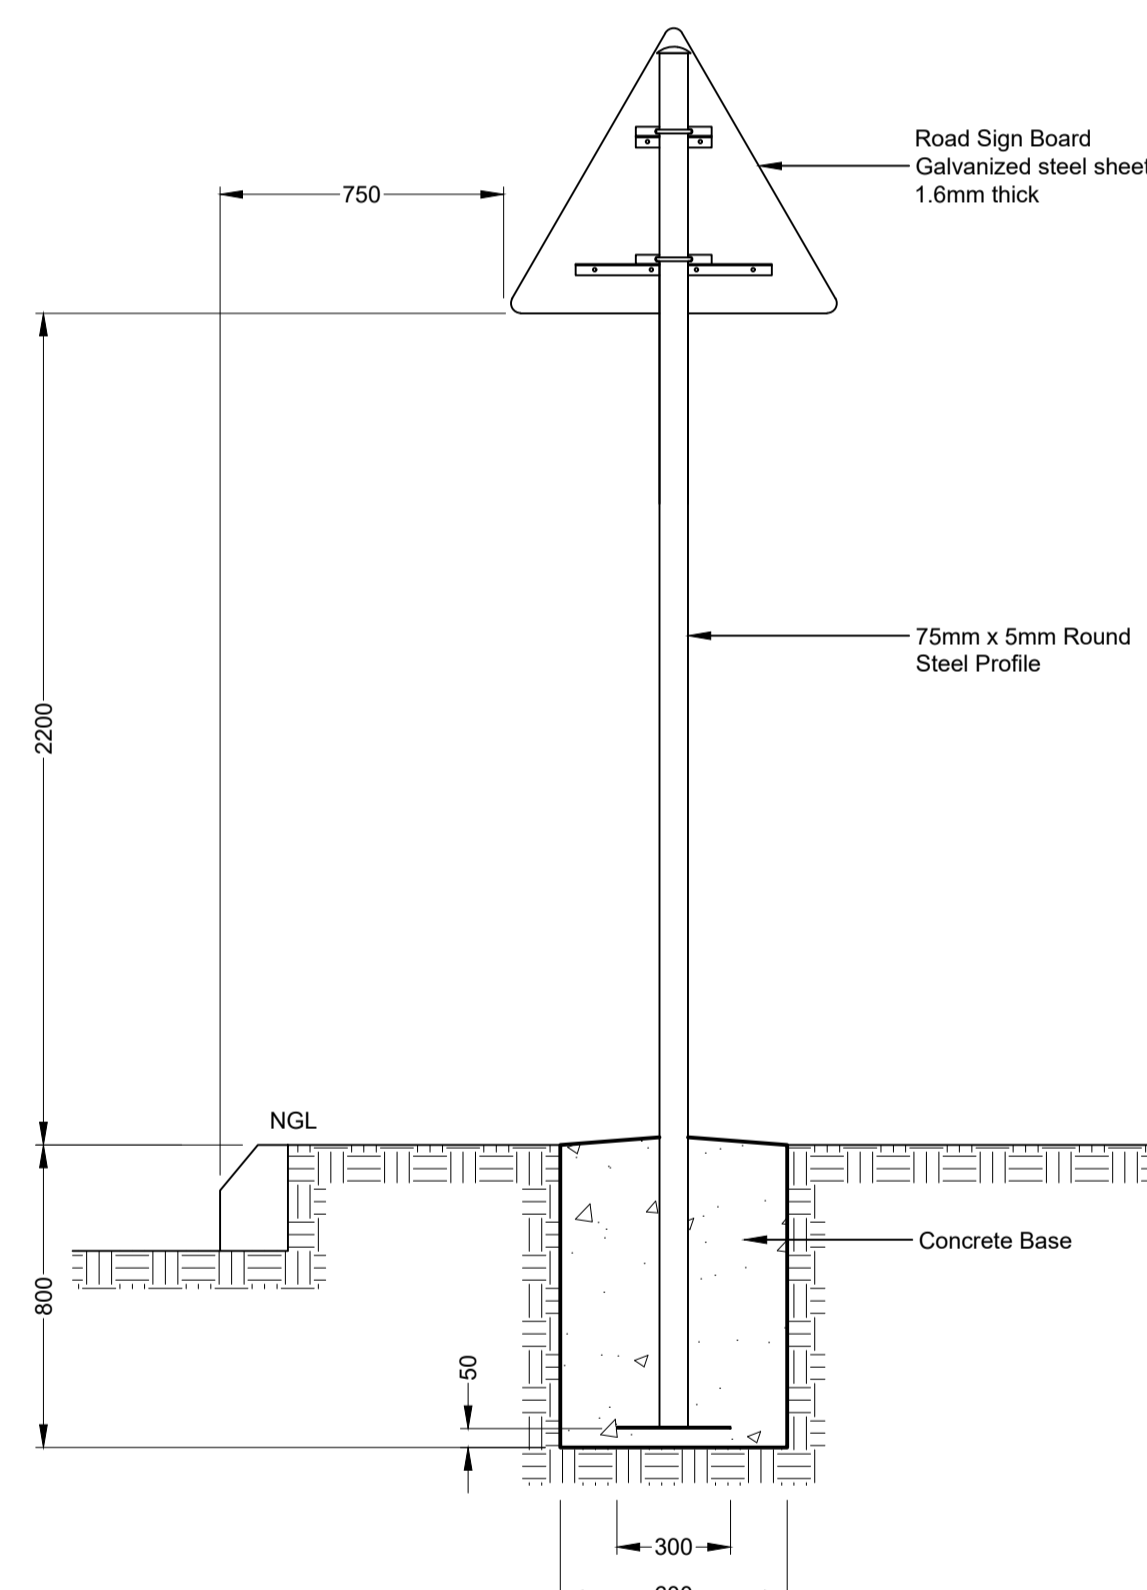 Road Sign Board
Galvanized steel sheet
1.6mm thick
750
75mm x 5mm Round
Steel Profile
2200
NGL
Concrete Base
800
50
300